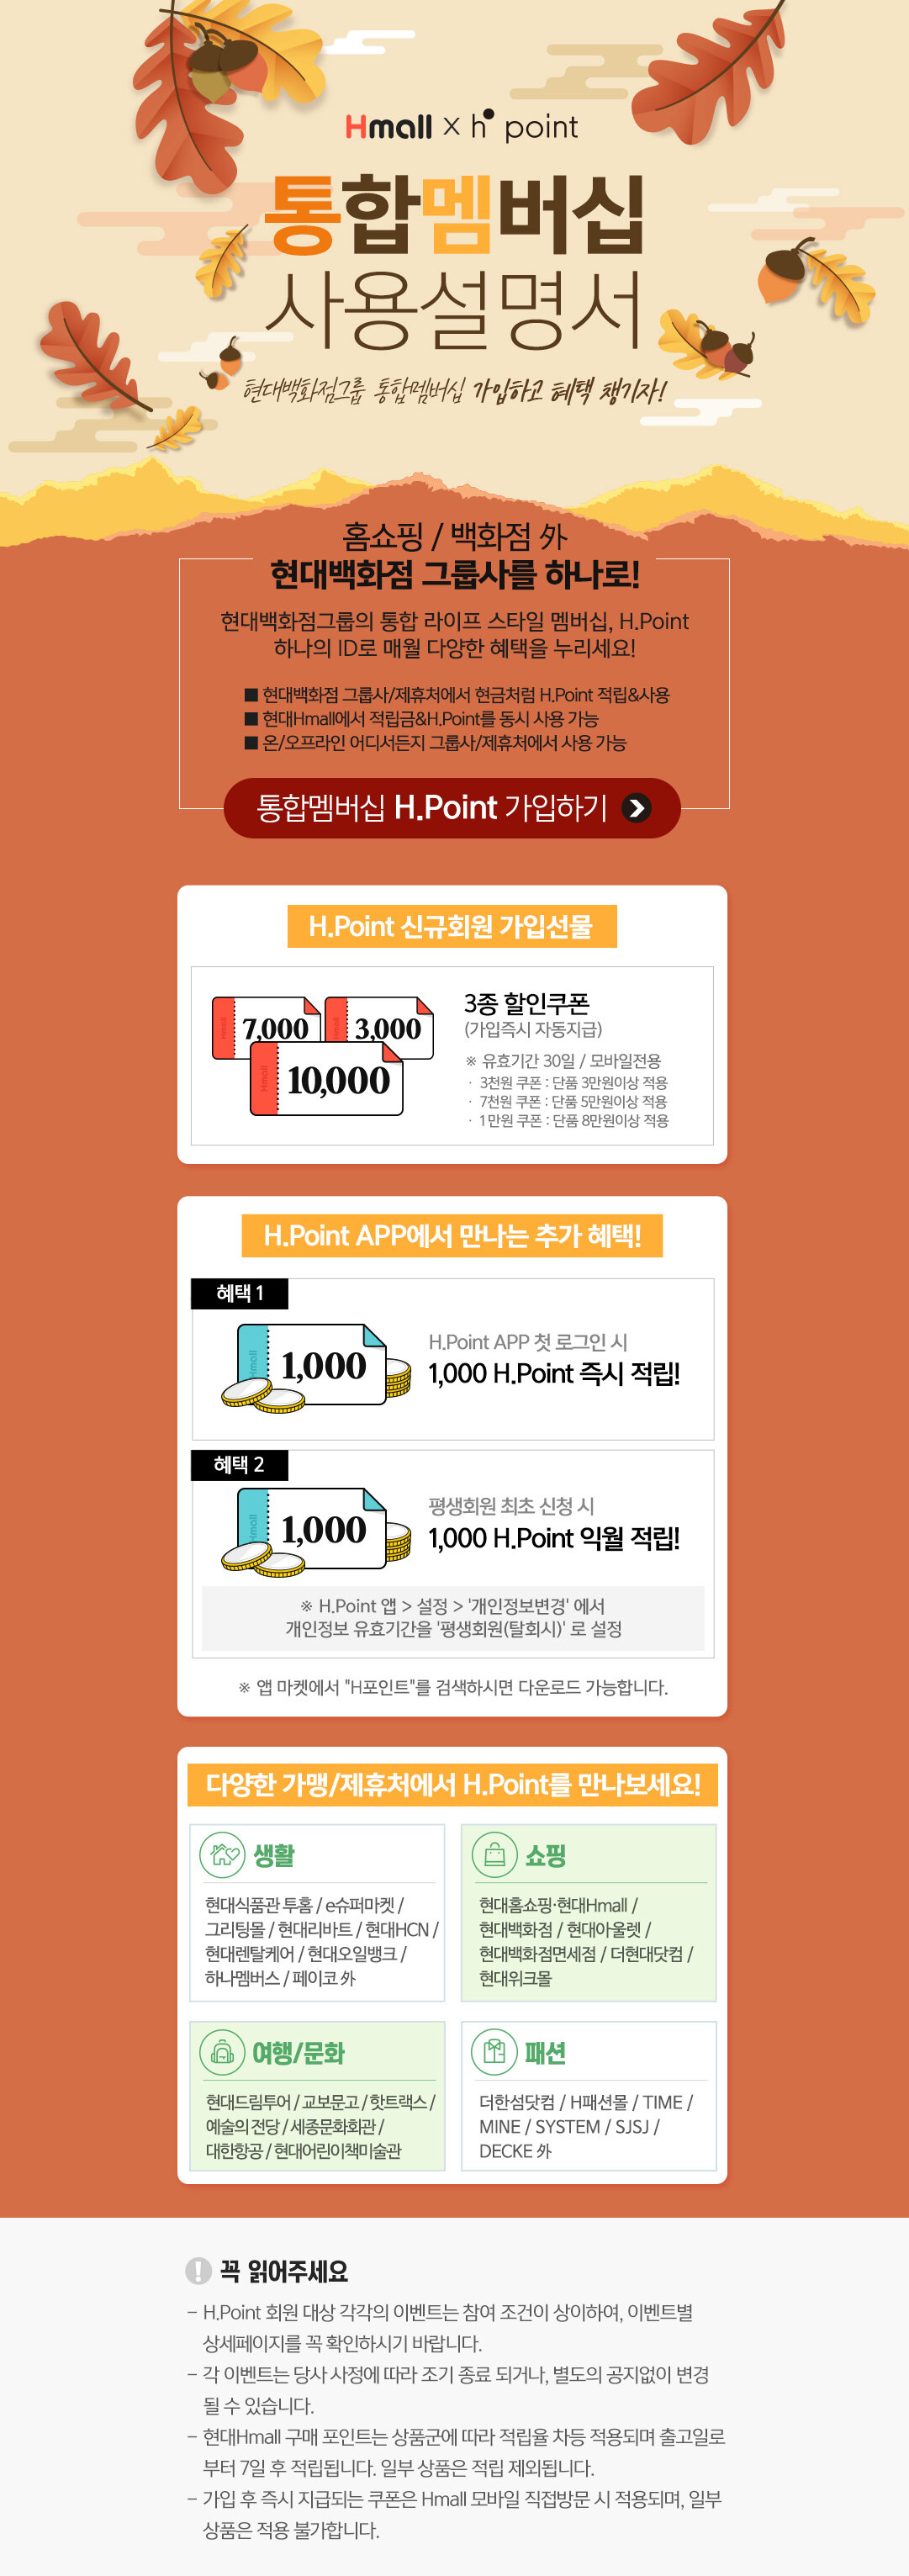 Hmall x h point
통합멤버십
사용설명서
현대백화점그룹 통합멤버십 가입하고 혜택 챙기자!
홈쇼핑 / 백화점 外
현대백화점 그룹사를 하나로!
현대백화점그룹의 통합 라이프 스타일 멤버십, H.Point
하나의 ID로 매월 다양한 혜택을 누리세요!
■ 현대백화점 그룹사/제휴처에서 현금처럼 H.Point 적립&사용
■ 현대Hmall에서 적립금&H.Point를 동시 사용 가능
■ 온/오프라인 어디서든지 그룹사/제휴처에서 사용 가능
통합멤버십 H.Point 가입하기
H.Point 신규회원 가입선물
Hmall 7,000
Hmall 3,000
Hmall 10,000
3종 할인쿠폰
(가입즉시 자동지급)
※ 유효기간 30일 / 모바일전용
· 3천원 쿠폰 : 단품 3만원이상 적용
· 7천원 쿠폰 : 단품 5만원이상 적용
· 1만원 쿠폰 : 단품 8만원이상 적용
H.Point APP에서 만나는 추가 혜택!
혜택 1
Hmall 1,000
H.Point APP 첫 로그인 시
1,000 H.Point 즉시 적립!
혜택 2
Hmall 1,000
평생회원 최초 신청 시
1,000 H.Point 익월 적립!
※ H.Point 앱 > 설정 > '개인정보변경' 에서
개인정보 유효기간을 '평생회원(탈회시)' 로 설정
※ 앱 마켓에서 "H포인트"를 검색하시면 다운로드 가능합니다.
다양한 가맹/제휴처에서 H.Point를 만나보세요!
생활
현대식품관 투홈 / e슈퍼마켓 /
그리팅몰 / 현대리바트 / 현대HCN /
현대렌탈케어 / 현대오일뱅크 /
하나멤버스 / 페이코 外
쇼핑
현대홈쇼핑·현대Hmall /
현대백화점 / 현대아울렛 /
현대백화점면세점 / 더현대닷컴 /
현대위크몰
여행/문화
현대드림투어 / 교보문고 / 핫트랙스 /
예술의 전당 / 세종문화회관 /
대한항공 / 현대어린이책미술관
패션
더한섬닷컴 / H패션몰 / TIME /
MINE / SYSTEM / SJSJ /
DECKE 外
! 꼭 읽어주세요
- H.Point 회원 대상 각각의 이벤트는 참여 조건이 상이하여, 이벤트별
상세페이지를 꼭 확인하시기 바랍니다.
- 각 이벤트는 당사 사정에 따라 조기 종료 되거나, 별도의 공지없이 변경
될 수 있습니다.
- 현대Hmall 구매 포인트는 상품군에 따라 적립율 차등 적용되며 출고일로
부터 7일 후 적립됩니다. 일부 상품은 적립 제외됩니다.
- 가입 후 즉시 지급되는 쿠폰은 Hmall 모바일 직접방문 시 적용되며, 일부
상품은 적용 불가합니다.